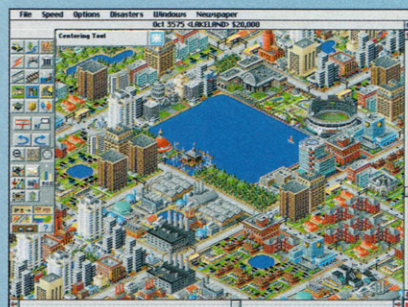 File Speed Options Disasters Windows Newspaper
Oct 3575 <LAKELAND> $20,000
Centering Tool